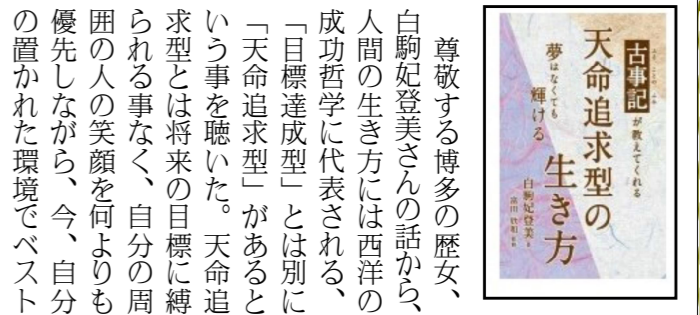 古事記が教えてくれる
天命追求型の
生き方
夢はなくても
輝ける
白駒妃登美
尊敬する博多の歴女、
白駒妃登美さんの話から、
人間の生き方には西洋の
成功哲学に代表される、
「目標達成型」とは別に
「天命追求型」があると
いう事を聴いた。天命追
求型とは将来の目標に縛
られる事なく、自分の周
囲の人の笑顔を何よりも
優先しながら、今、自分
の置かれた環境でベスト